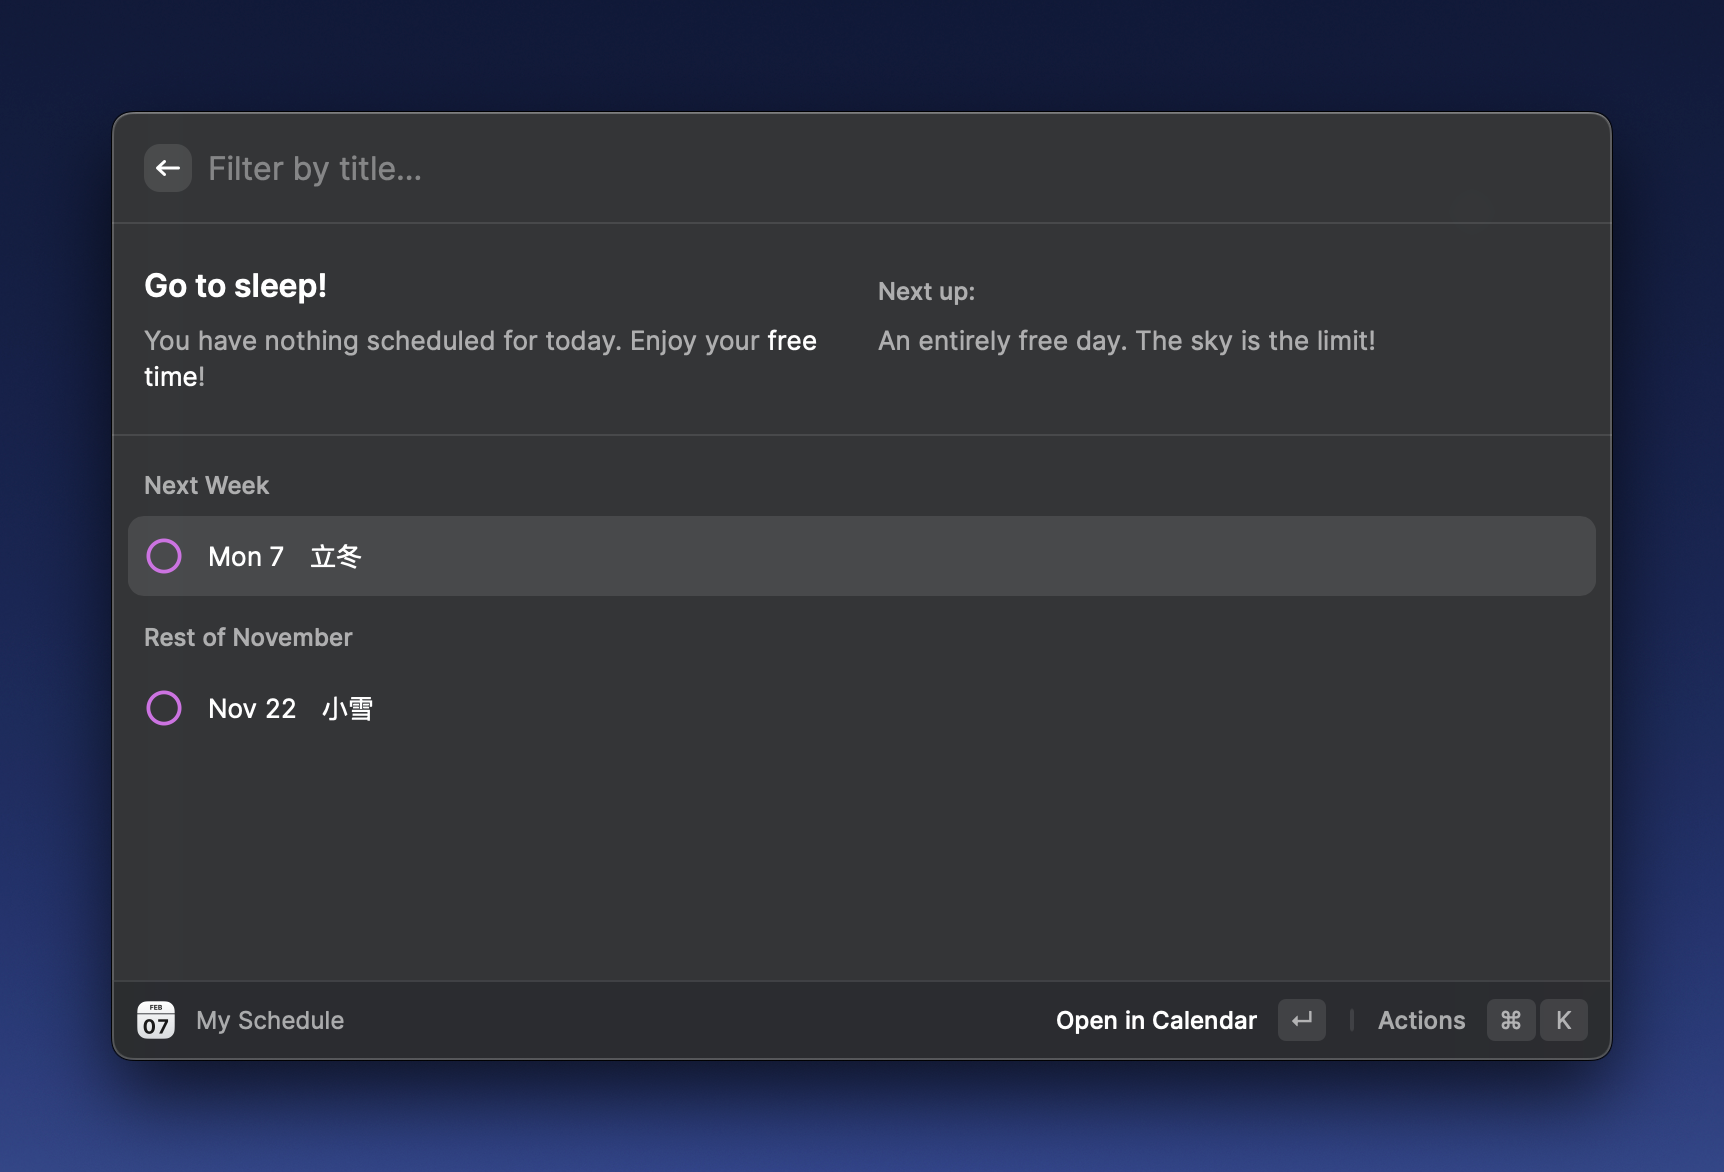 Filter by title...
Go to sleep!
You have nothing scheduled for today. Enjoy your free
time!
Next up:
An entirely free day. The sky is the limit!
Next Week
Mon 7 立冬
Rest of November
Nov 22 小雪
FEB
07
My Schedule
Open in Calendar ↵ | Actions ⌘ K